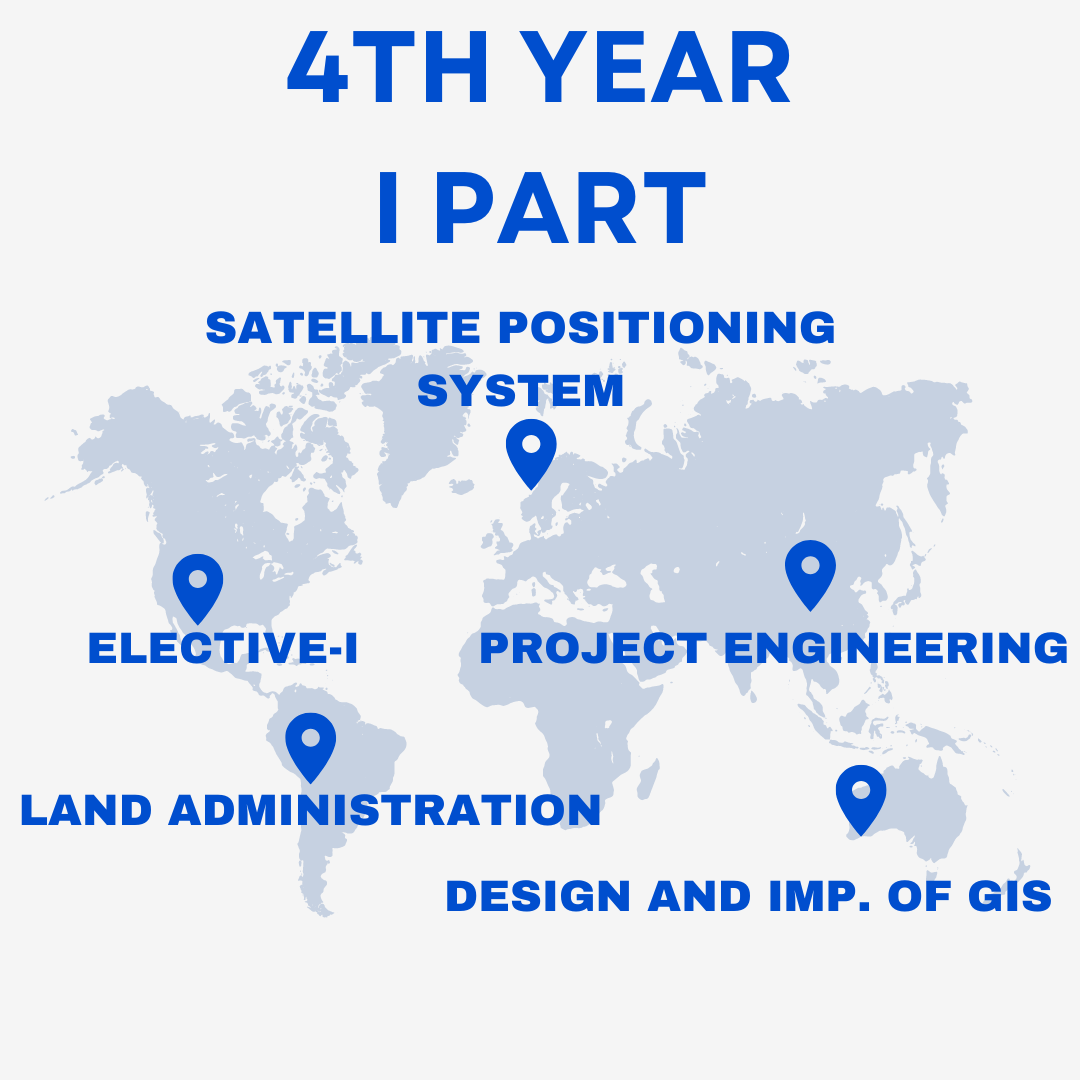 4TH YEAR
I PART
SATELLITE POSITIONING
SYSTEM
ELECTIVE-I
PROJECT ENGINEERING
LAND ADMINISTRATION
DESIGN AND IMP. OF GIS